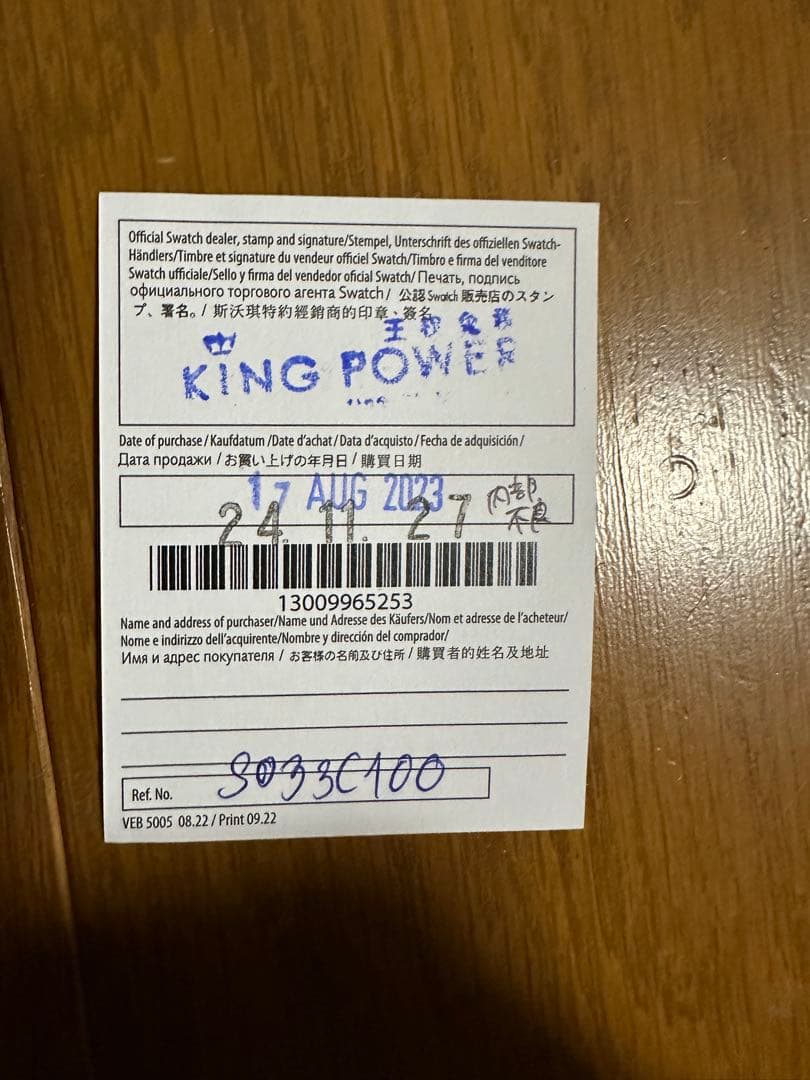 Official Swatch dealer, stamp and signature/Stempel, Unterschrift des offiziellen Swatch-
Händlers/Timbre et signature du vendeur officiel Swatch/Timbro e firma del venditore
Swatch ufficiale/Sello y firma del vendedor oficial Swatch/ Печать, подпись
официального торгового агента Swatch / 公認 Swatch 販売店のスタン
プ、署名。/ 斯沃琪特約經銷商的印章、簽名
王
KING POWER
Date of purchase / Kaufdatum /Date d'achat / Data d'acquisto / Fecha de adquisición /
Дата продажи / お買い上げの年月日 / 購買日期
17 AUG 2023
24. 11. 27 内部不良
13009965253
Name and address of purchaser/Name und Adresse des Käufers/Nom et adresse de l'acheteur/
Nome e indirizzo dell'acquirente/Nombre y dirección del comprador/
Имя и адрес покупателя / お客様の名前及び住所 / 購買者的姓名及地址
Ref. No. S033C100
VEB 5005 08.22 / Print 09.22